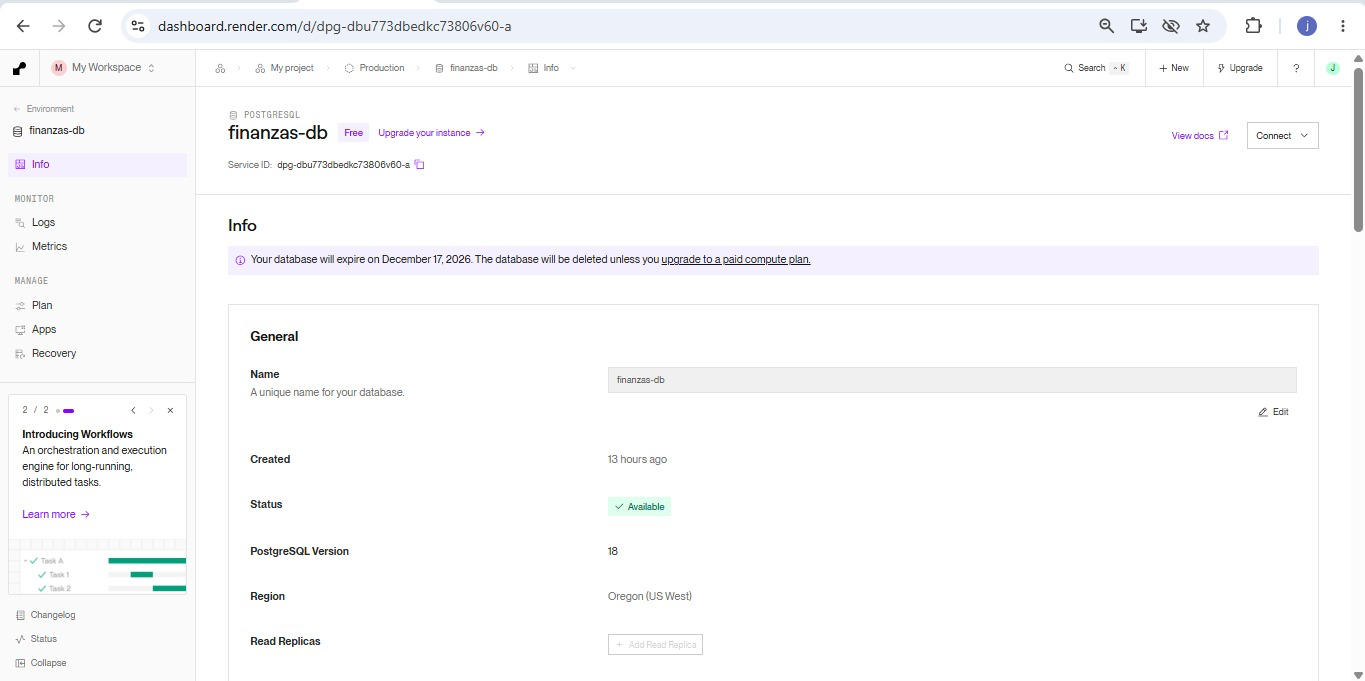 dashboard.render.com/d/dpg-dbu773dbedkc73806v60-a
j
M My Workspace
My project
Production
finanzas-db
Info
Search ⌃ K
+ New
Upgrade
?
J
← Environment
finanzas-db
Info
MONITOR
Logs
Metrics
MANAGE
Plan
Apps
Recovery
2 / 2
Introducing Workflows
An orchestration and execution
engine for long-running,
distributed tasks.
Learn more →
Task A
Task 1
Task 2
Changelog
Status
Collapse
POSTGRESQL
finanzas-db Free Upgrade your instance →
View docs
Connect
Service ID: dpg-dbu773dbedkc73806v60-a
Info
Your database will expire on December 17, 2026. The database will be deleted unless you upgrade to a paid compute plan.
General
Name
A unique name for your database.
finanzas-db
Edit
Created
13 hours ago
Status
Available
PostgreSQL Version
18
Region
Oregon (US West)
Read Replicas
+ Add Read Replica